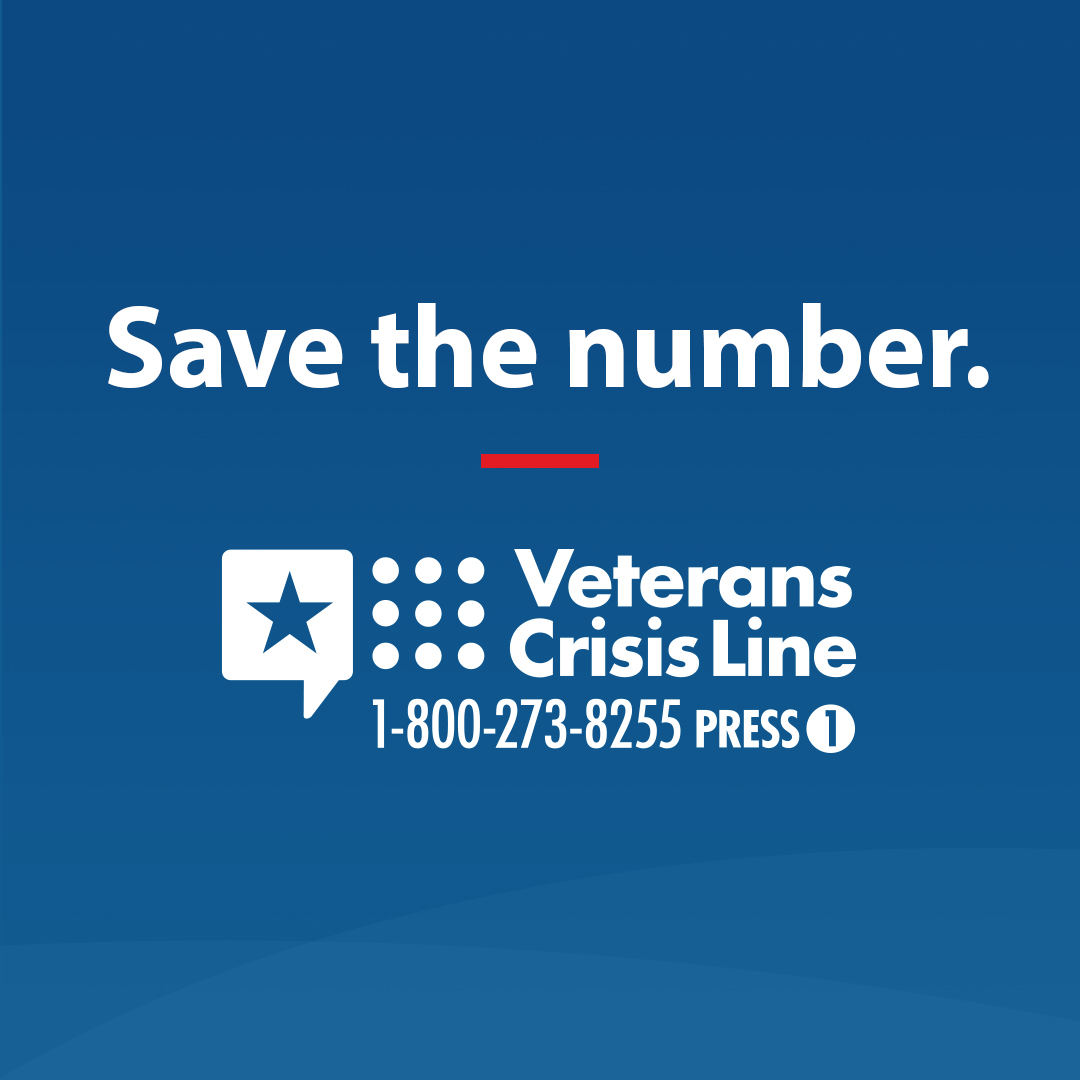 Save the number.
Veterans
Crisis Line
1-800-273-8255 PRESS 1